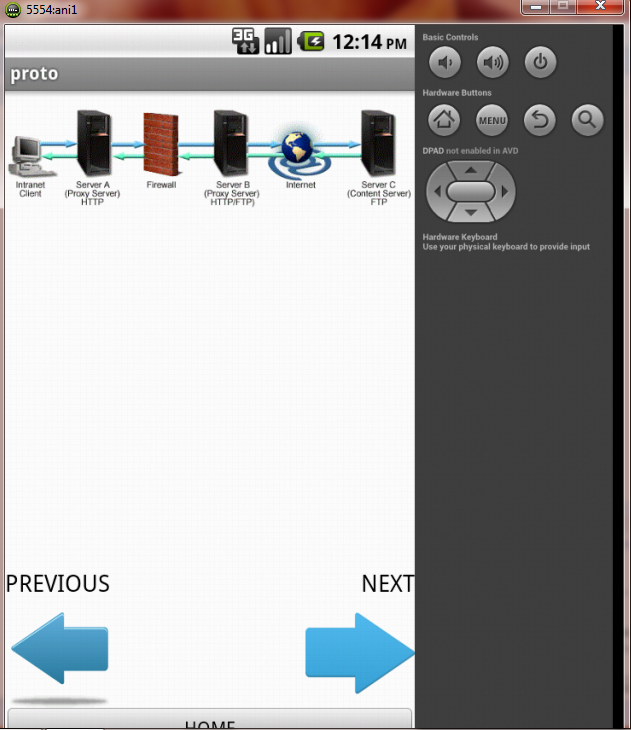 5554:ani1
3G
12:14 PM
proto
Intranet
Client
Server A
(Proxy Server)
HTTP
Firewall
Server B
(Proxy Server)
HTTP/FTP)
Internet
Server C
(Content Server)
FTP
PREVIOUS
NEXT
HOME
Basic Controls
Hardware Buttons
MENU
DPAD not enabled in AVD
Hardware Keyboard
Use your physical keyboard to provide input